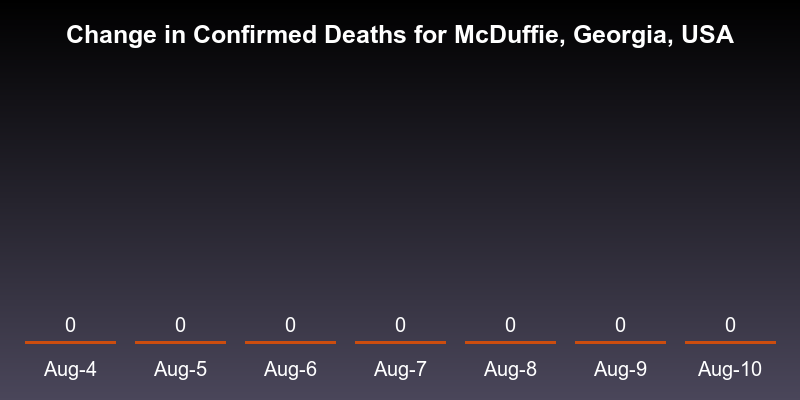 Change in Confirmed Deaths for McDuffie, Georgia, USA
0 0 0 0 0 0 0
Aug-4 Aug-5 Aug-6 Aug-7 Aug-8 Aug-9 Aug-10